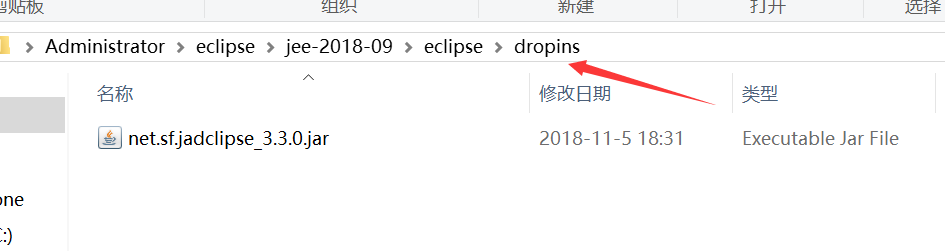 剪贴板 组织 新建 打开 选择
Administrator eclipse jee-2018-09 eclipse dropins
名称 修改日期 类型
net.sf.jadclipse_3.3.0.jar 2018-11-5 18:31 Executable Jar File
one
C:)